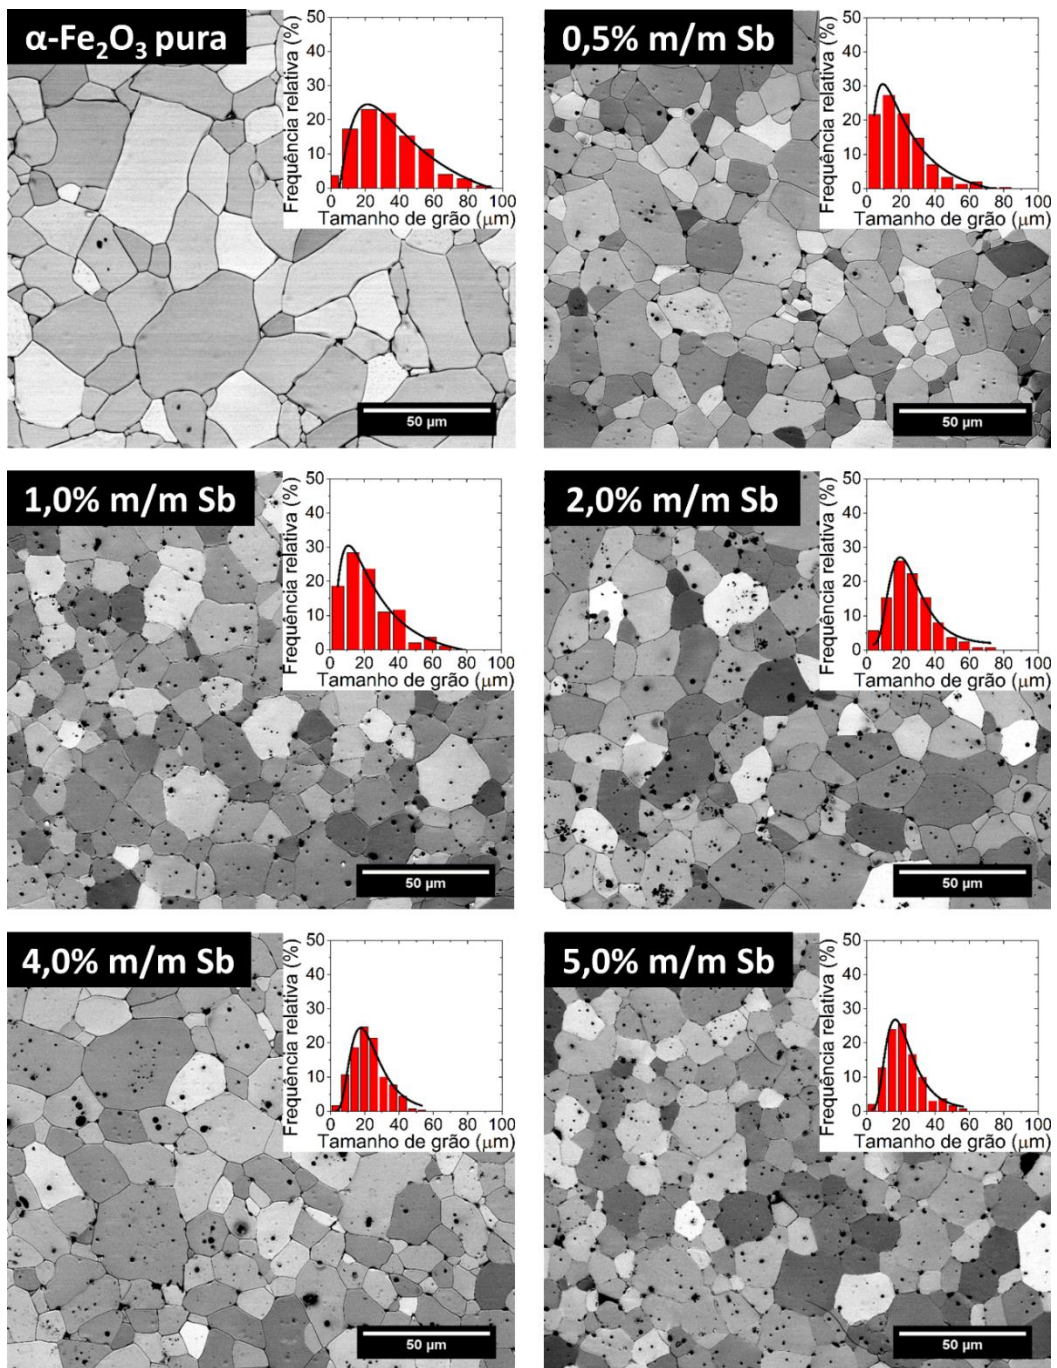 α-Fe₂O₃ pura
Frequência relativa (%)
50
40
30
20
10
0
0 20 40 60 80 100
Tamanho de grão (μm)
50 µm
0,5% m/m Sb
Frequência relativa (%)
50
40
30
20
10
0
0 20 40 60 80 100
Tamanho de grão (μm)
50 µm
1,0% m/m Sb
Frequência relativa (%)
50
40
30
20
10
0
0 20 40 60 80 100
Tamanho de grão (μm)
50 µm
2,0% m/m Sb
Frequência relativa (%)
50
40
30
20
10
0
0 20 40 60 80 100
Tamanho de grão (μm)
50 µm
4,0% m/m Sb
Frequência relativa (%)
50
40
30
20
10
0
0 20 40 60 80 100
Tamanho de grão (μm)
50 µm
5,0% m/m Sb
Frequência relativa (%)
50
40
30
20
10
0
0 20 40 60 80 100
Tamanho de grão (μm)
50 µm